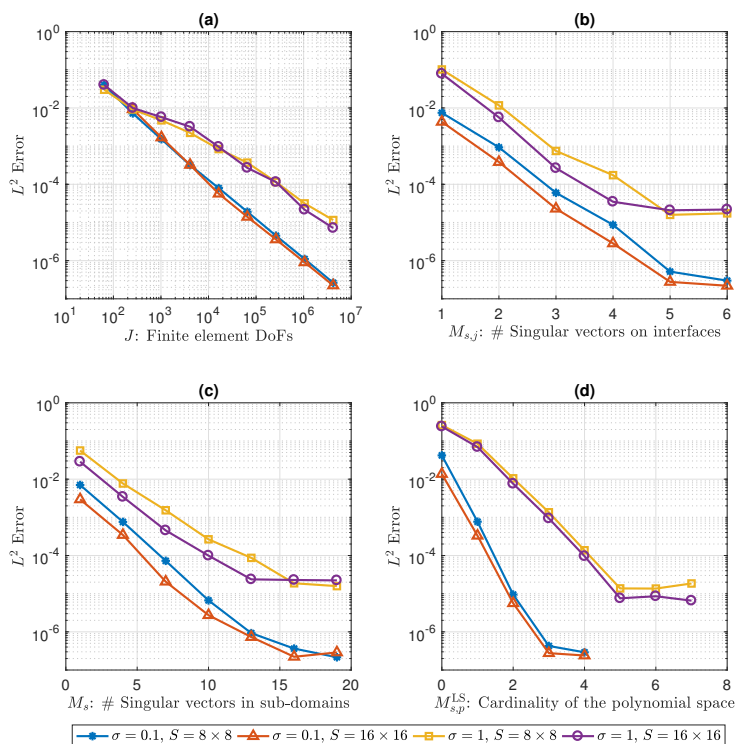 (a)
10^0
10^-2
10^-4
10^-6
L^2 Error
10^1 10^2 10^3 10^4 10^5 10^6 10^7
J: Finite element DoFs
(b)
10^0
10^-2
10^-4
10^-6
L^2 Error
1 2 3 4 5 6
M_{s,j}: # Singular vectors on interfaces
(c)
10^0
10^-2
10^-4
10^-6
L^2 Error
0 5 10 15 20
M_s: # Singular vectors in sub-domains
(d)
10^0
10^-2
10^-4
10^-6
L^2 Error
0 2 4 6 8
M_{s,p}^{LS}: Cardinality of the polynomial space
σ = 0.1, S = 8 × 8 σ = 0.1, S = 16 × 16 σ = 1, S = 8 × 8 σ = 1, S = 16 × 16